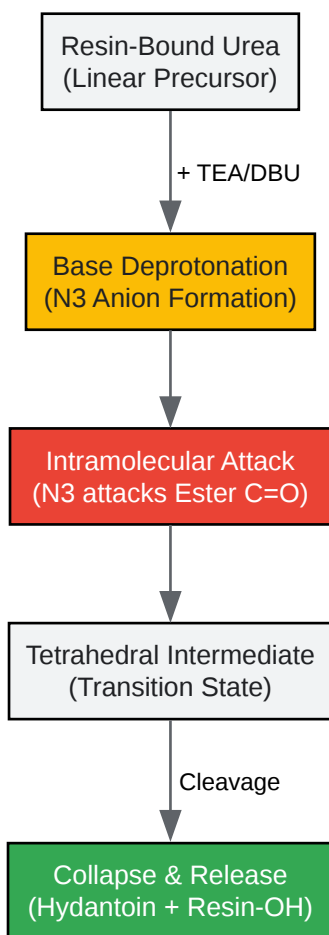 Resin-Bound Urea
(Linear Precursor)
+ TEA/DBU
Base Deprotonation
(N3 Anion Formation)
Intramolecular Attack
(N3 attacks Ester C=O)
Tetrahedral Intermediate
(Transition State)
Cleavage
Collapse & Release
(Hydantoin + Resin-OH)